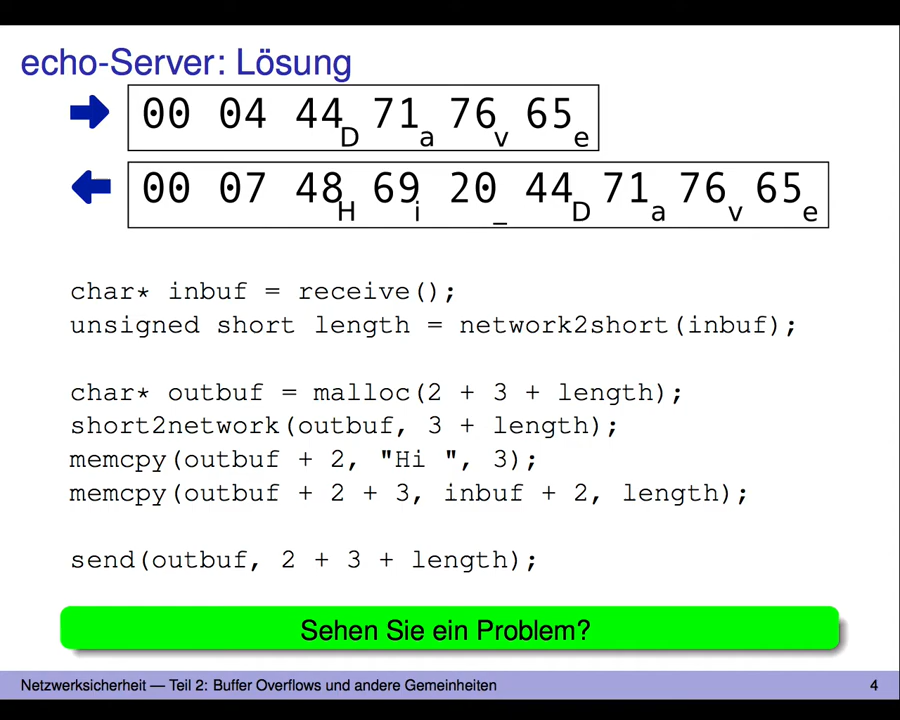 echo-Server: Lösung
00 04 44D 71a 76v 65e
00 07 48H 69i 20_ 44D 71a 76v 65e
char* inbuf = receive();
unsigned short length = network2short(inbuf);
char* outbuf = malloc(2 + 3 + length);
short2network(outbuf, 3 + length);
memcpy(outbuf + 2, "Hi ", 3);
memcpy(outbuf + 2 + 3, inbuf + 2, length);
send(outbuf, 2 + 3 + length);
Sehen Sie ein Problem?
Netzwerksicherheit — Teil 2: Buffer Overflows und andere Gemeinheiten 4